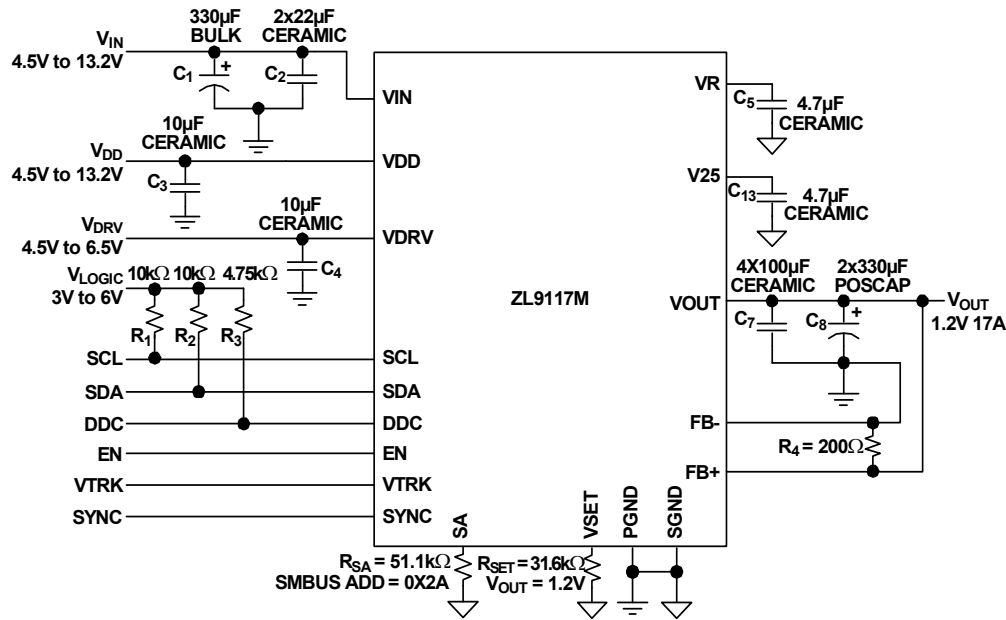 330µF
BULK
2x22µF
CERAMIC
VIN
4.5V to 13.2V
C1
+
C2
VIN
10µF
CERAMIC
VDD
4.5V to 13.2V
C3
VDD
10µF
CERAMIC
VDRV
4.5V to 6.5V
C4
VDRV
VLOGIC
3V to 6V
10kΩ 10kΩ 4.75kΩ
R1
R2
R3
SCL
SCL
SDA
SDA
DDC
DDC
EN
EN
VTRK
VTRK
SYNC
SYNC
ZL9117M
VR
C5
4.7µF
CERAMIC
V25
C13
4.7µF
CERAMIC
4X100µF
CERAMIC
2x330µF
POSCAP
VOUT
C7
C8
+
VOUT
1.2V 17A
FB-
R4 = 200Ω
FB+
SA
VSET
PGND
SGND
RSA = 51.1kΩ
SMBUS ADD = 0X2A
RSET = 31.6kΩ
VOUT = 1.2V